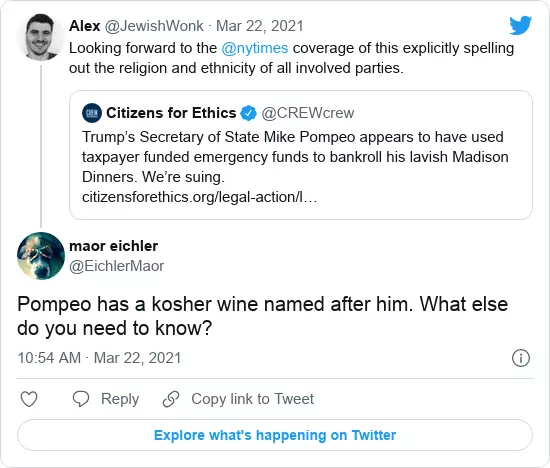 Alex @JewishWonk · Mar 22, 2021
Looking forward to the @nytimes coverage of this explicitly spelling
out the religion and ethnicity of all involved parties.
CREW Citizens for Ethics @CREWcrew
Trump's Secretary of State Mike Pompeo appears to have used
taxpayer funded emergency funds to bankroll his lavish Madison
Dinners. We're suing.
citizensforethics.org/legal-action/l…
maor eichler
@EichlerMaor
Pompeo has a kosher wine named after him. What else
do you need to know?
10:54 AM · Mar 22, 2021
Reply Copy link to Tweet
Explore what's happening on Twitter